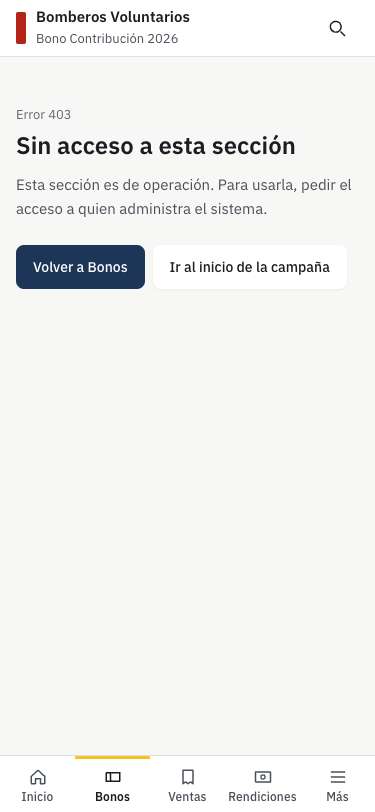 Bomberos Voluntarios
Bono Contribución 2026
Error 403
Sin acceso a esta sección
Esta sección es de operación. Para usarla, pedir el
acceso a quien administra el sistema.
Volver a Bonos
Ir al inicio de la campaña
Inicio
Bonos
Ventas
Rendiciones
Más